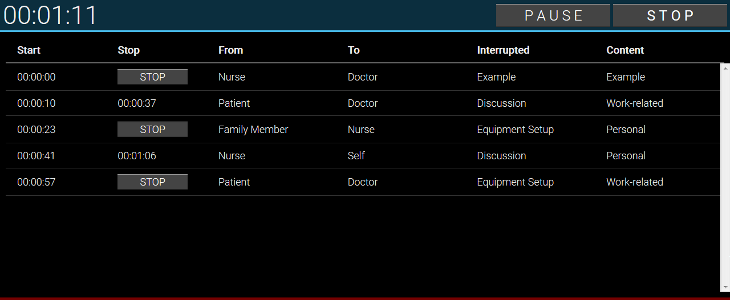 00:01:11 PAUSE STOP
Start Stop From To Interrupted Content
00:00:00 STOP Nurse Doctor Example Example
00:00:10 00:00:37 Patient Doctor Discussion Work-related
00:00:23 STOP Family Member Nurse Equipment Setup Personal
00:00:41 00:01:06 Nurse Self Discussion Personal
00:00:57 STOP Patient Doctor Equipment Setup Work-related